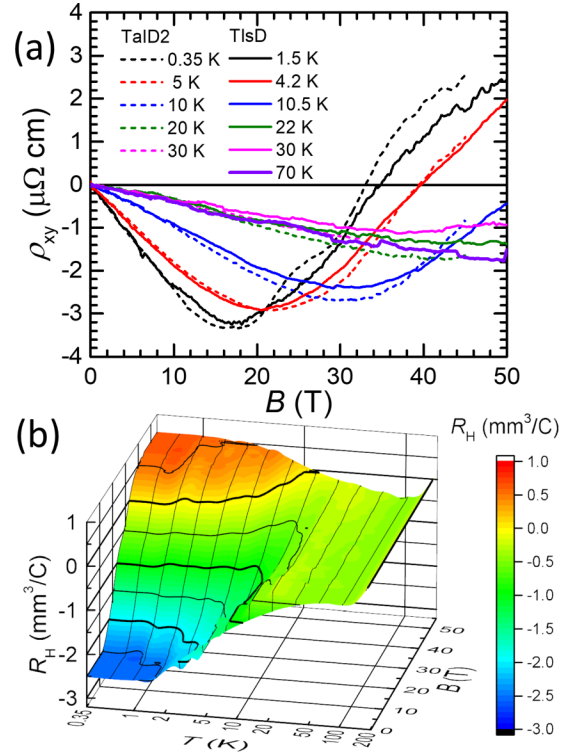 (a)
TaID2 TIsD
0.35 K 1.5 K
5 K 4.2 K
10 K 10.5 K
20 K 22 K
30 K 30 K
70 K
4
3
2
1
0
-1
-2
-3
-4
ρxy (μΩ cm)
0 10 20 30 40 50
B (T)
(b)
RH (mm³/C)
1.0
0.5
0.0
-0.5
-1.0
-1.5
-2.0
-2.5
-3.0
1
0
-1
-2
-3
RH (mm³/C)
0.35 1 2 5 10 20 50 100 200
T (K)
50
40
30
20
10
0
B (T)